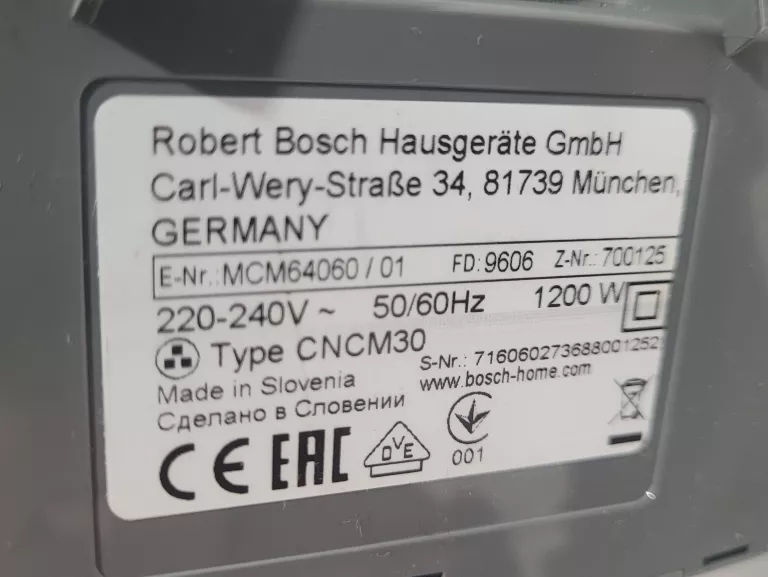 Robert Bosch Hausgeräte GmbH
Carl-Wery-Straße 34, 81739 München,
GERMANY
E-Nr.: MCM64060 / 01 FD: 9606 Z-Nr.: 700125
220-240V ~ 50/60Hz 1200 W
Type CNCM30
S-Nr.: 716060273688001252
Made in Slovenia
www.bosch-home.com
Сделано в Словении
CE EAC DVE
001